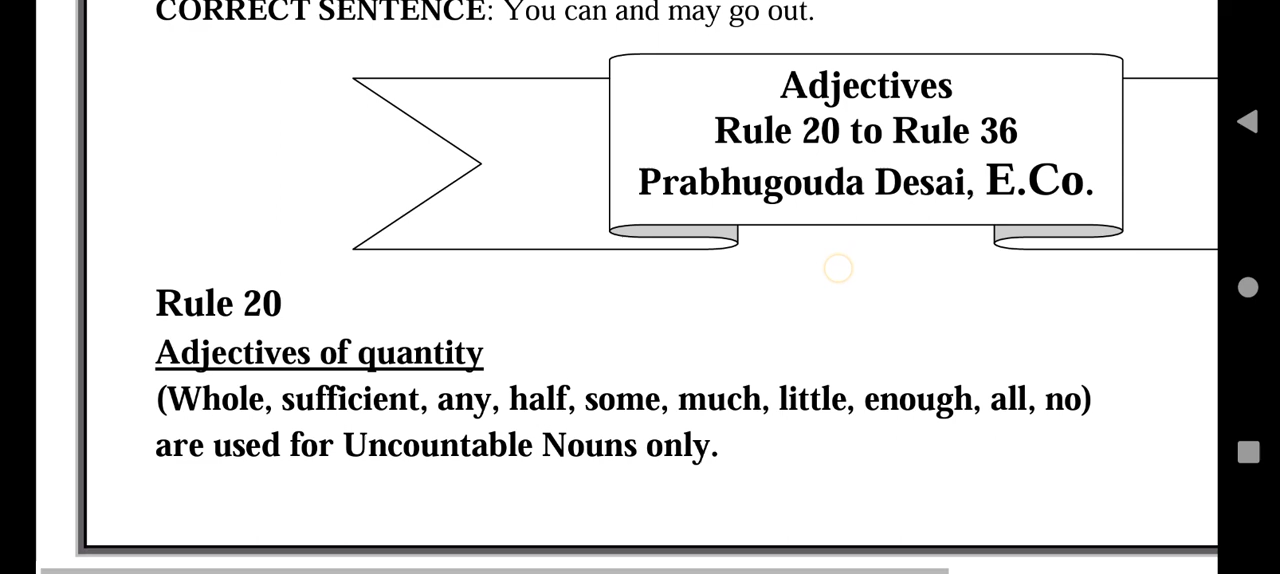 CORRECT SENTENCE: You can and may go out.
Adjectives
Rule 20 to Rule 36
Prabhugouda Desai, E.Co.
Rule 20
Adjectives of quantity
(Whole, sufficient, any, half, some, much, little, enough, all, no)
are used for Uncountable Nouns only.